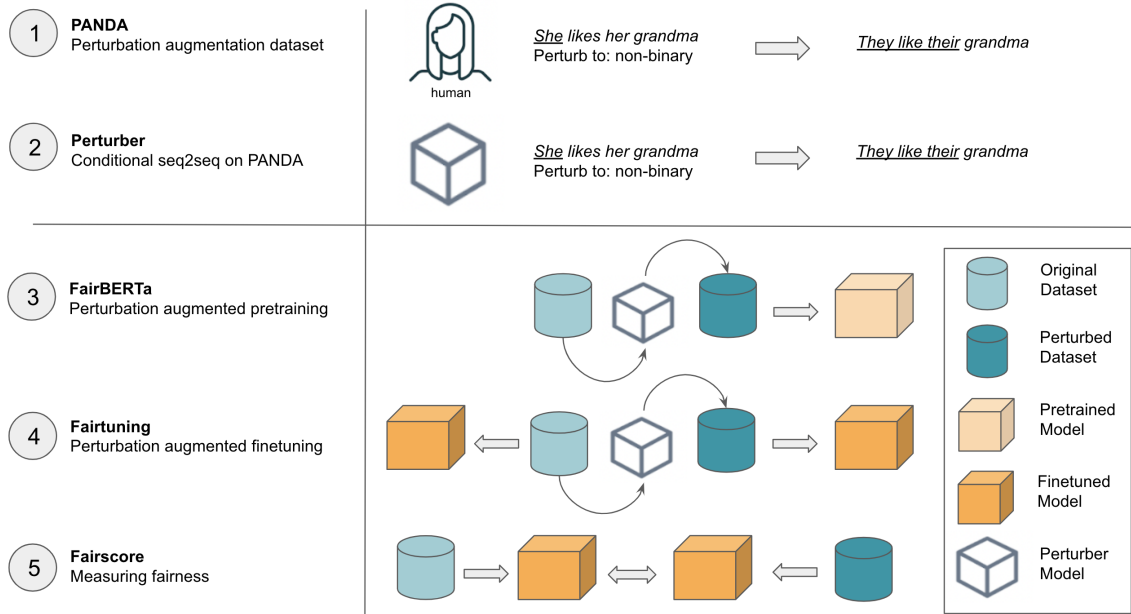 1
PANDA
Perturbation augmentation dataset
human
She likes her grandma
Perturb to: non-binary
They like their grandma
2
Perturber
Conditional seq2seq on PANDA
She likes her grandma
Perturb to: non-binary
They like their grandma
3
FairBERTa
Perturbation augmented pretraining
4
Fairtuning
Perturbation augmented finetuning
5
Fairscore
Measuring fairness
Original
Dataset
Perturbed
Dataset
Pretrained
Model
Finetuned
Model
Perturber
Model